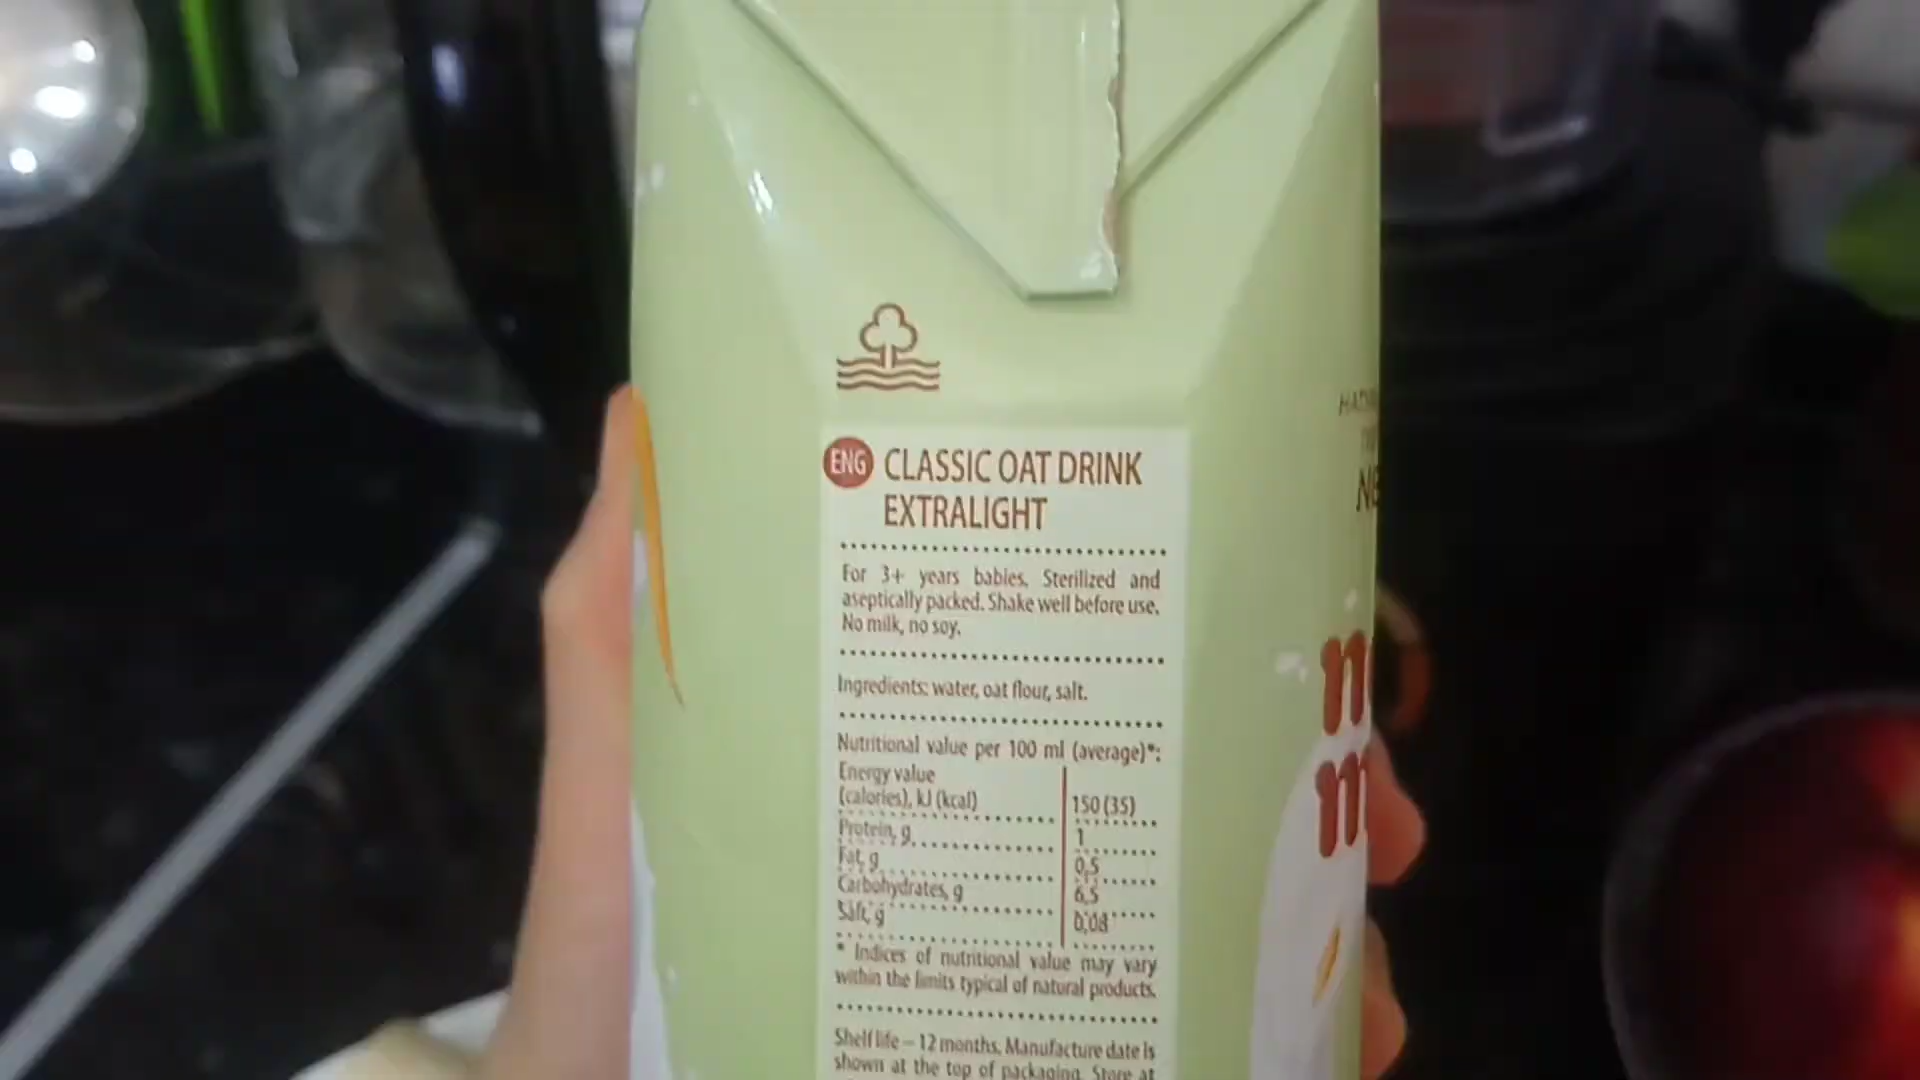 ENG CLASSIC OAT DRINK
EXTRALIGHT
For 3+ years babies. Sterilized and
aseptically packed. Shake well before use.
No milk, no soy.
Ingredients: water, oat flour, salt.
Nutritional value per 100 ml (average)*:
Energy value
(calories), kJ (kcal) 150 (35)
Protein, g 1
Fat, g 0,5
Carbohydrates, g 6,5
Salt, g 0,08
* Indices of nutritional value may vary
within the limits typical of natural products.
Shelf life – 12 months. Manufacture date is
shown at the top of packaging. Store at